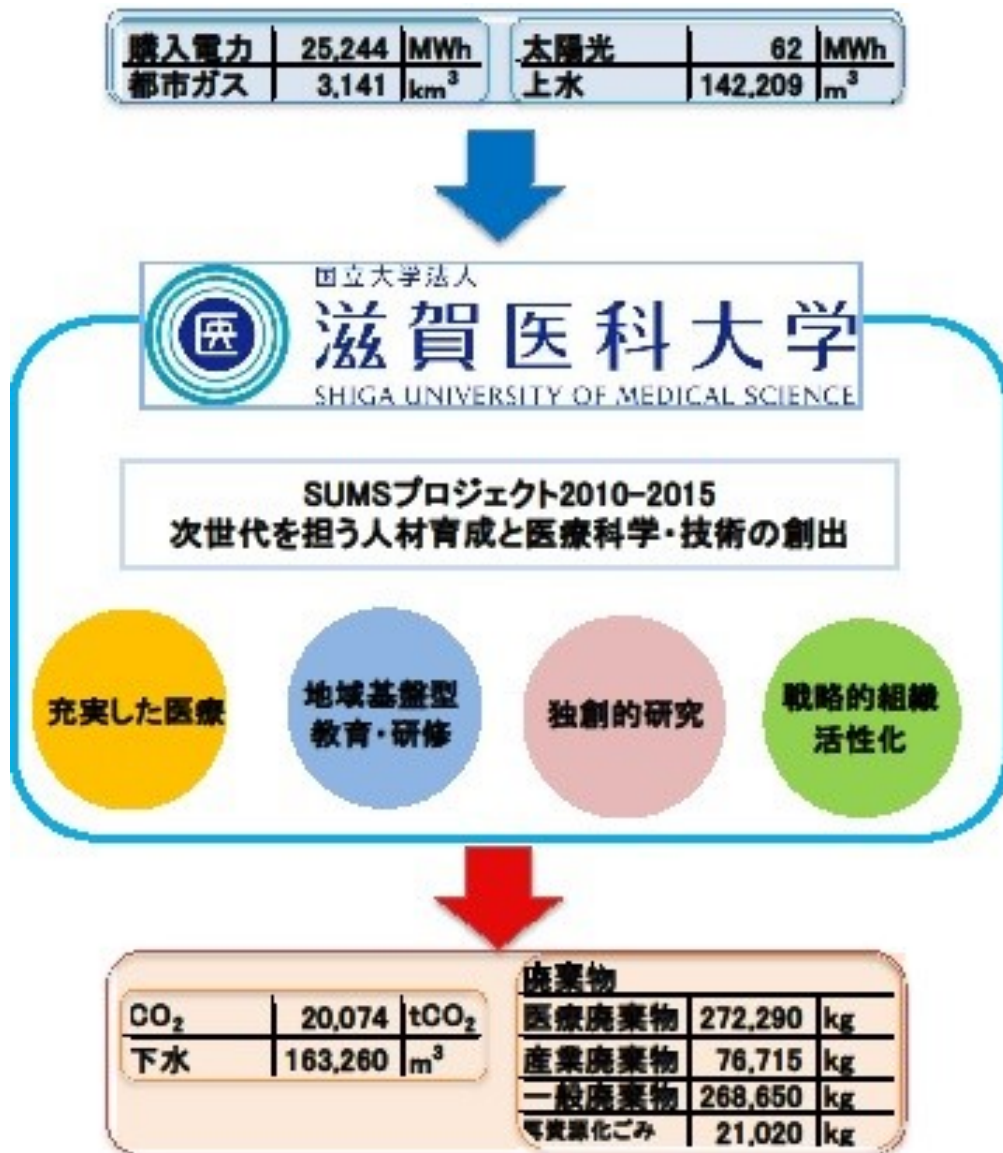 購入電力 25,244 MWh
都市ガス 3,141 km³
太陽光 62 MWh
上水 142,209 m³
医
国立大学法人
滋賀医科大学
SHIGA UNIVERSITY OF MEDICAL SCIENCE
SUMSプロジェクト2010-2015
次世代を担う人材育成と医療科学・技術の創出
充実した医療
地域基盤型
教育・研修
独創的研究
戦略的組織
活性化
CO₂ 20,074 tCO₂
下水 163,260 m³
廃棄物
医療廃棄物 272,290 kg
産業廃棄物 76,715 kg
一般廃棄物 268,650 kg
再資源化ごみ 21,020 kg